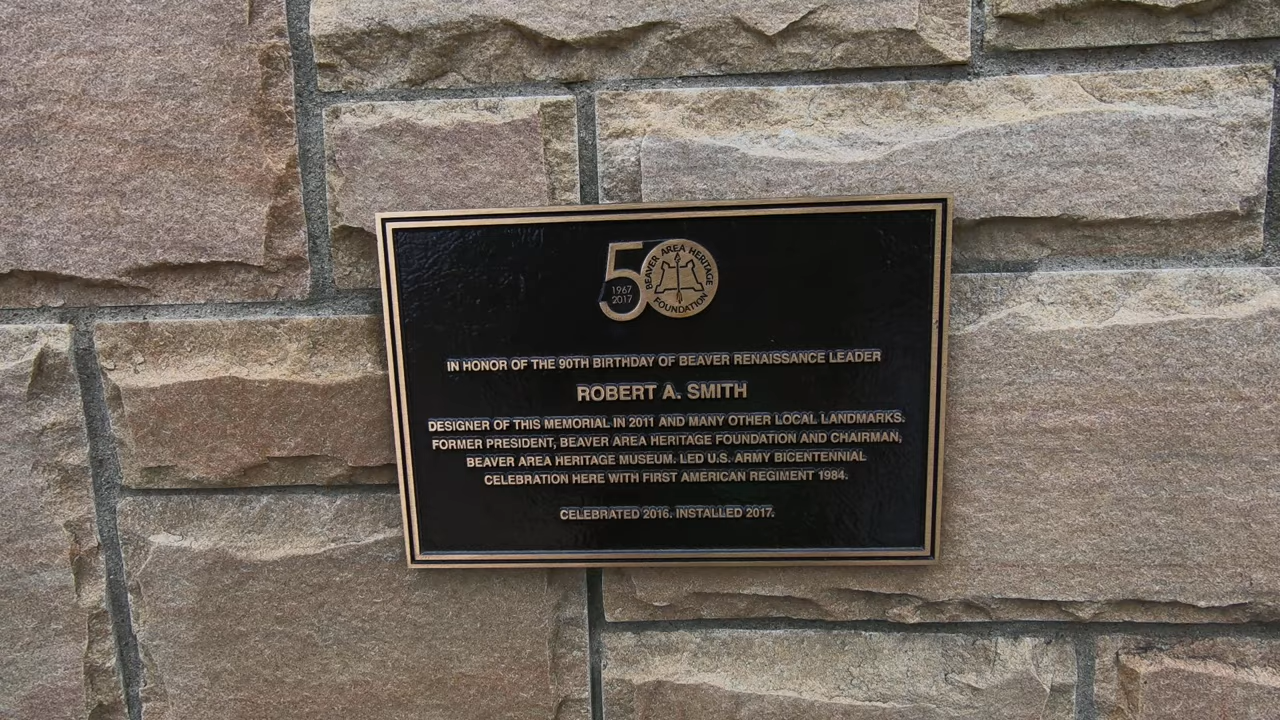 50
1967
2017
BEAVER AREA HERITAGE
FOUNDATION
IN HONOR OF THE 90TH BIRTHDAY OF BEAVER RENAISSANCE LEADER
ROBERT A. SMITH
DESIGNER OF THIS MEMORIAL IN 2011 AND MANY OTHER LOCAL LANDMARKS.
FORMER PRESIDENT, BEAVER AREA HERITAGE FOUNDATION AND CHAIRMAN,
BEAVER AREA HERITAGE MUSEUM. LED U.S. ARMY BICENTENNIAL
CELEBRATION HERE WITH FIRST AMERICAN REGIMENT 1984.
CELEBRATED 2016. INSTALLED 2017.